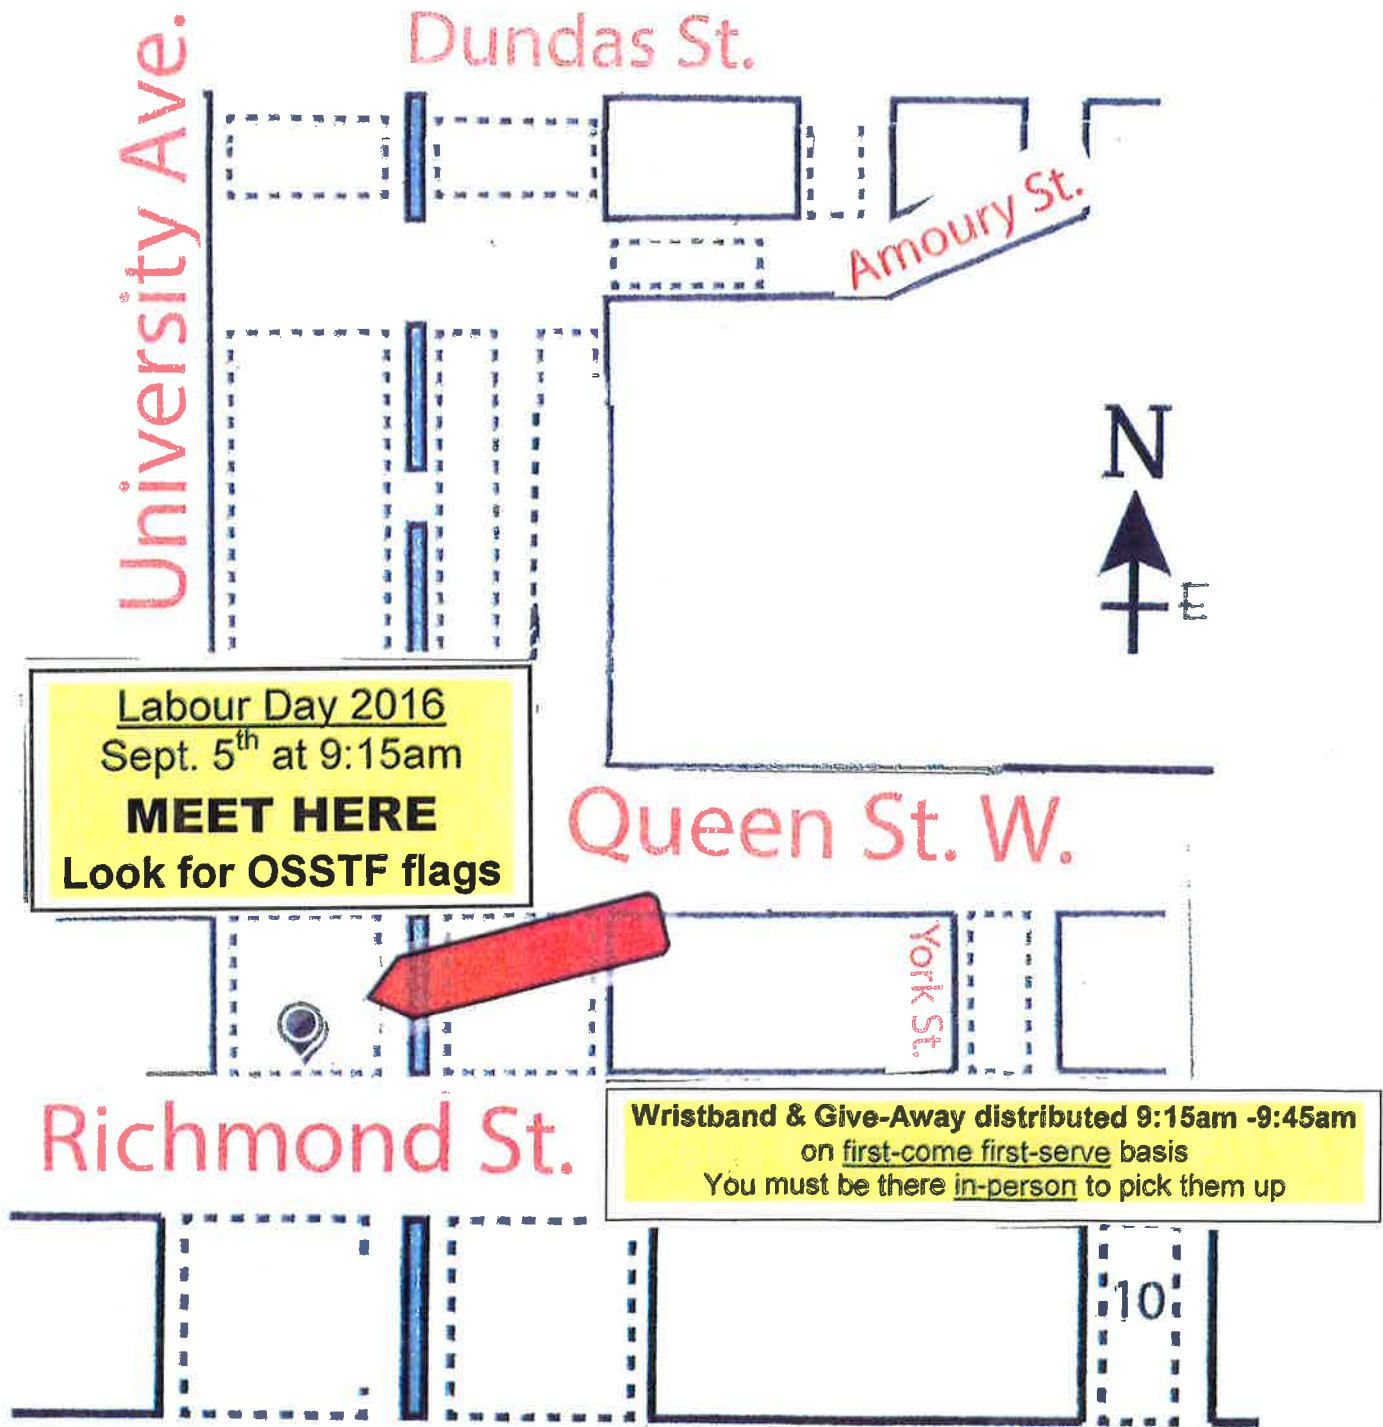 Dundas St.
University Ave.
Amoury St.
N
E
Labour Day 2016
Sept. 5th at 9:15am
MEET HERE
Look for OSSTF flags
Queen St. W.
York St.
Richmond St.
Wristband & Give-Away distributed 9:15am -9:45am
on first-come first-serve basis
You must be there in-person to pick them up
10